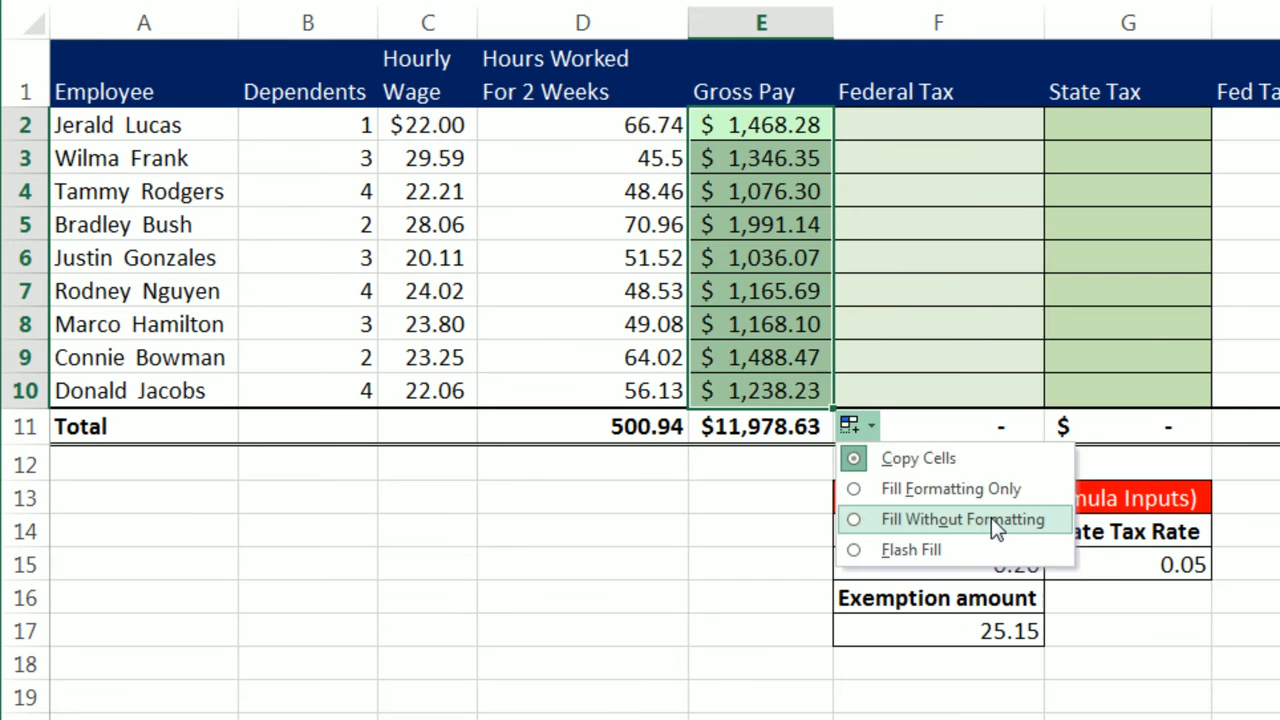 A B C D E F G
1 Employee Dependents Hourly Wage Hours Worked For 2 Weeks Gross Pay Federal Tax State Tax Fed Ta
2 Jerald Lucas 1 $22.00 66.74 $ 1,468.28
3 Wilma Frank 3 29.59 45.5 $ 1,346.35
4 Tammy Rodgers 4 22.21 48.46 $ 1,076.30
5 Bradley Bush 2 28.06 70.96 $ 1,991.14
6 Justin Gonzales 3 20.11 51.52 $ 1,036.07
7 Rodney Nguyen 4 24.02 48.53 $ 1,165.69
8 Marco Hamilton 3 23.80 49.08 $ 1,168.10
9 Connie Bowman 2 23.25 64.02 $ 1,488.47
10 Donald Jacobs 4 22.06 56.13 $ 1,238.23
11 Total 500.94 $11,978.63 - $ -
12 Copy Cells
13 Fill Formatting Only mula Inputs)
14 Fill Without Formatting ate Tax Rate
Flash Fill
15 0.05
16 Exemption amount
17 25.15
18
19